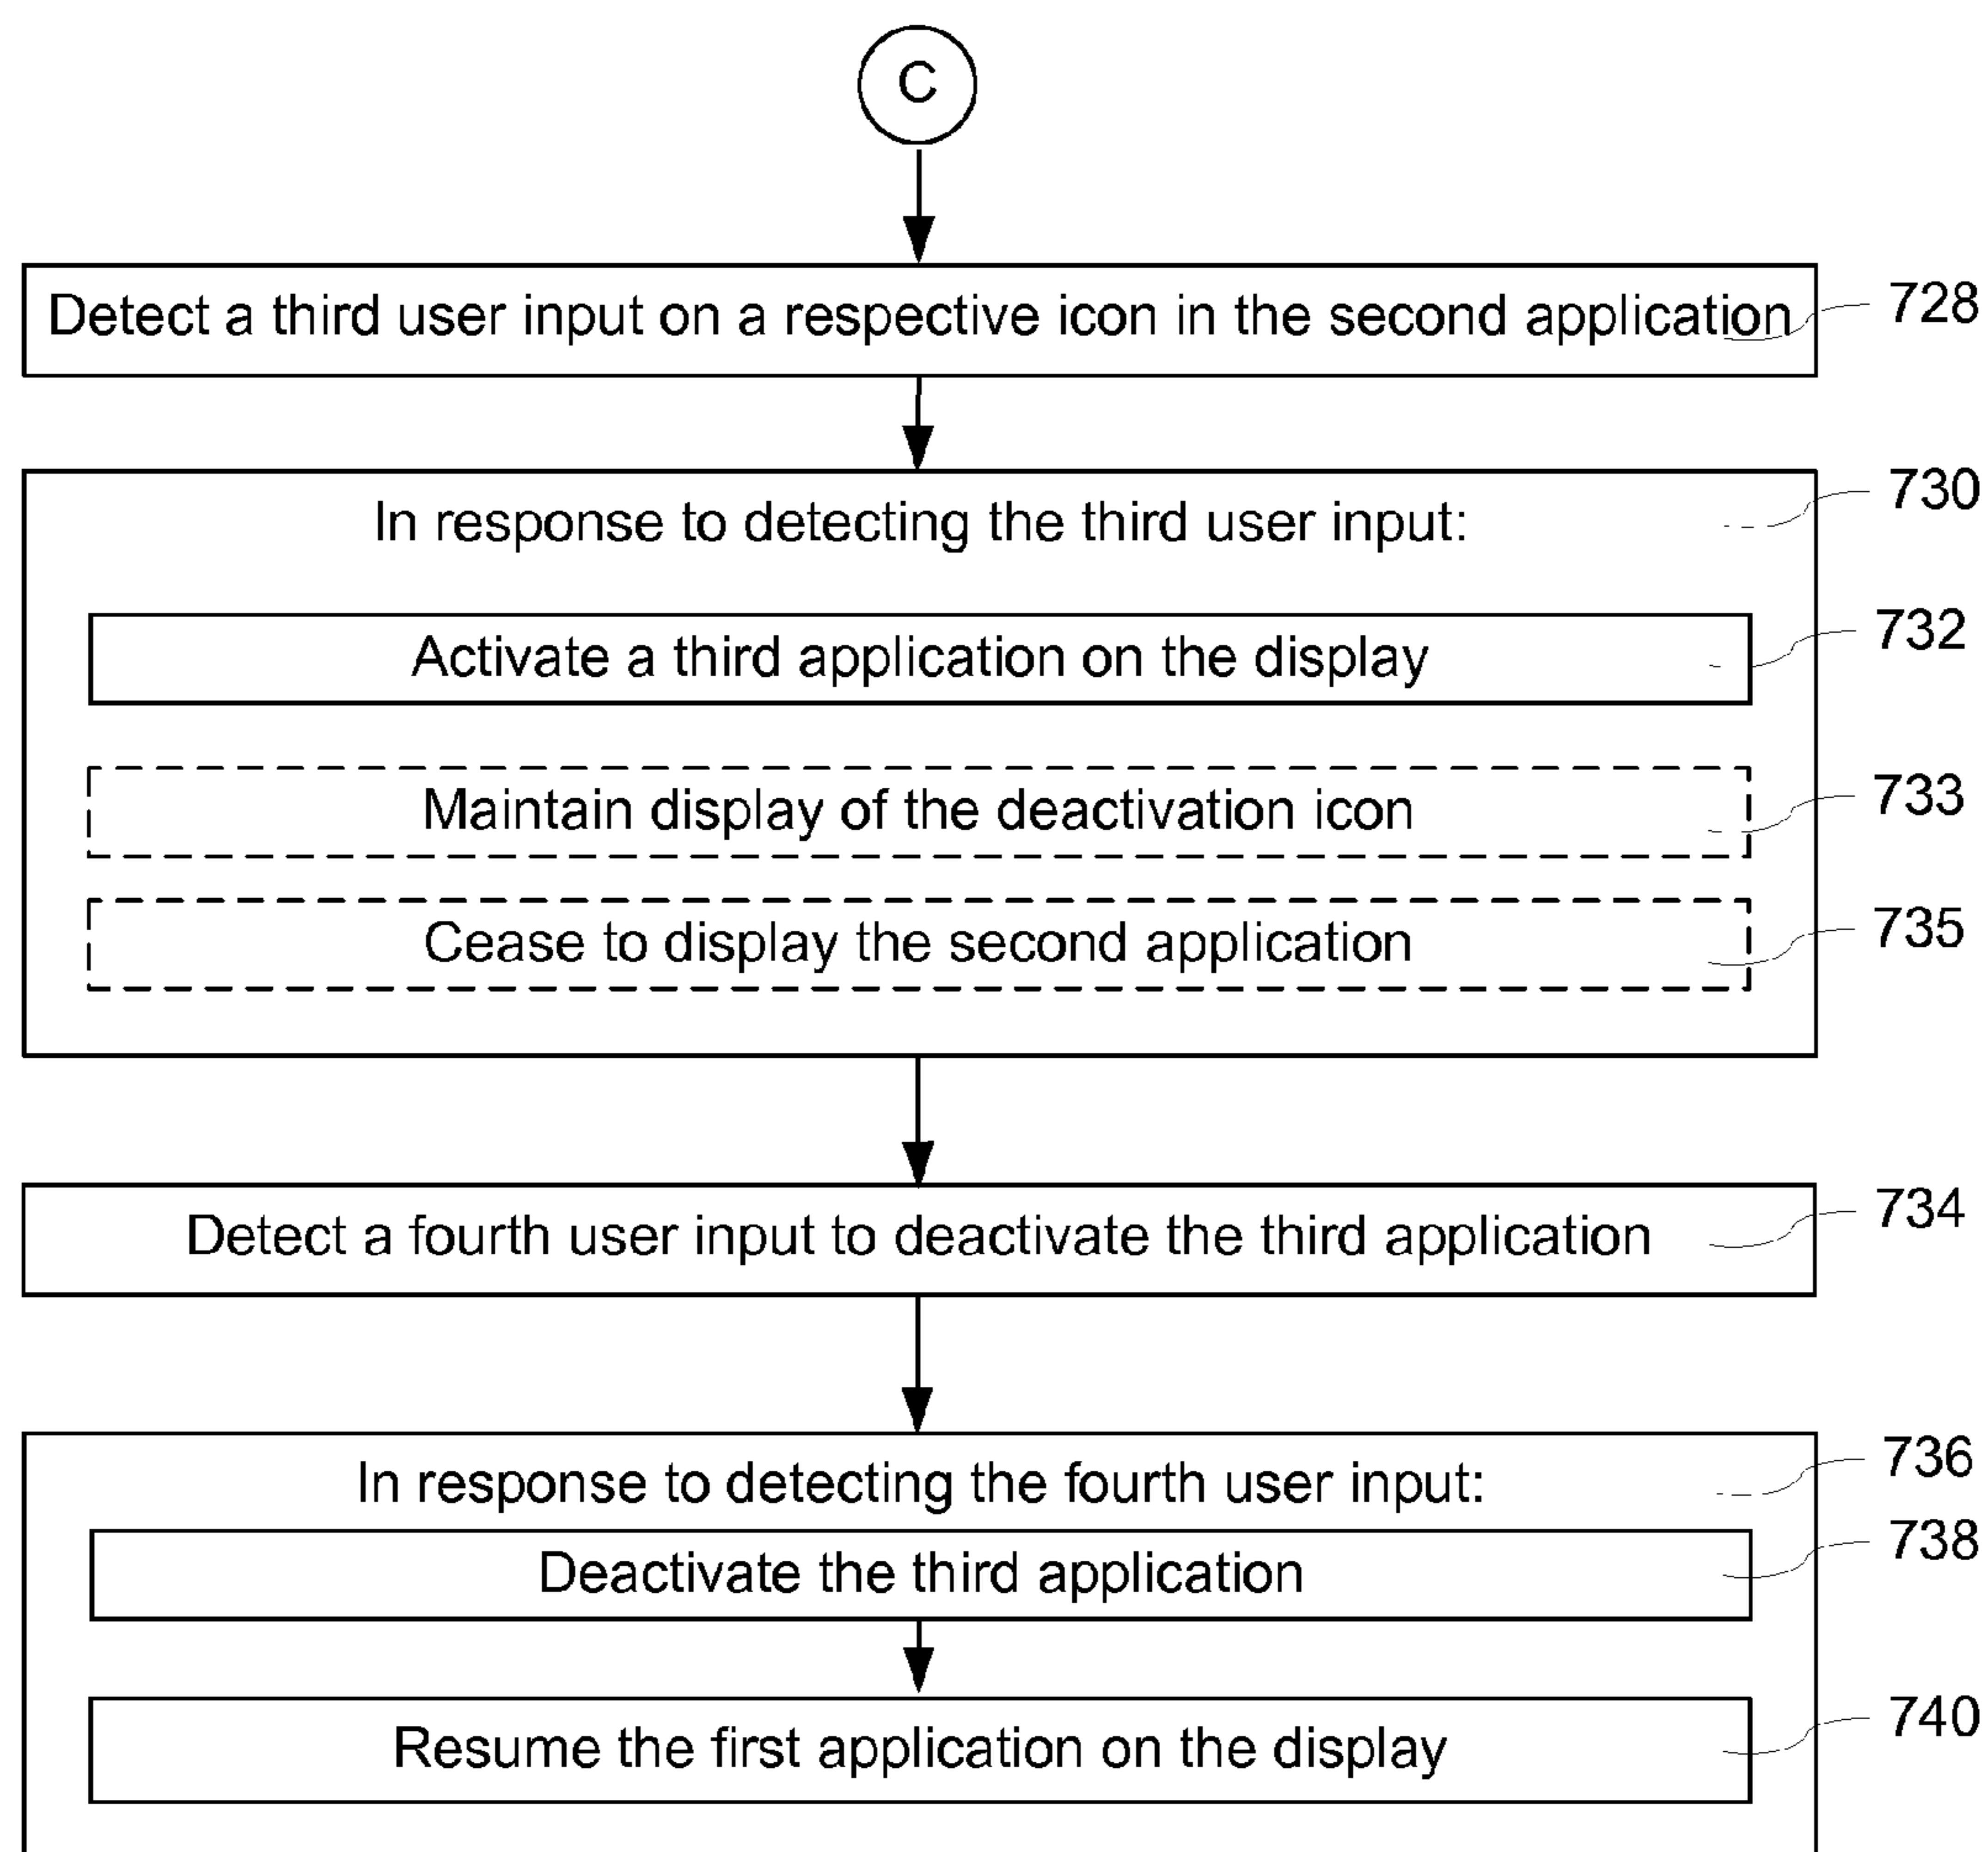 C
Detect a third user input on a respective icon in the second application
728
In response to detecting the third user input:
730
Activate a third application on the display
732
Maintain display of the deactivation icon
733
Cease to display the second application
735
Detect a fourth user input to deactivate the third application
734
In response to detecting the fourth user input:
736
Deactivate the third application
738
Resume the first application on the display
740